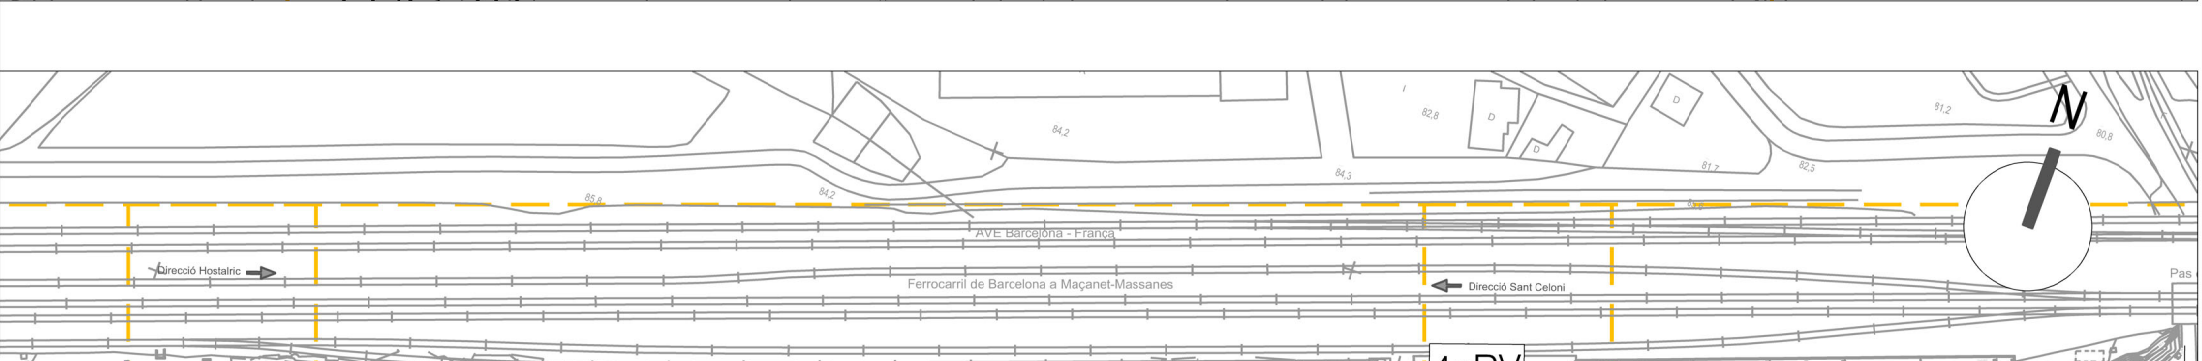 N
81,2
80,8
82,8
D
D
D
84,2
84,3
81,7
82,5
84,2
85,8
AVE Barcelona - França
Direcció Hostalric
Ferrocarril de Barcelona a Maçanet-Massanes
Direcció Sant Celoni
Pas